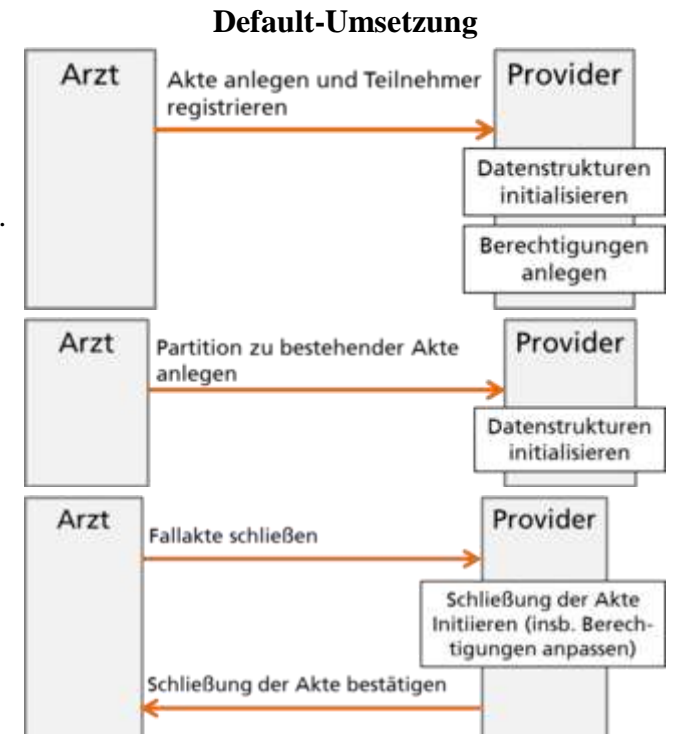 Default-Umsetzung
Arzt
Provider
Akte anlegen und Teilnehmer
registrieren
Datenstrukturen
initialisieren
.
Berechtigungen
anlegen
Arzt
Provider
Partition zu bestehender Akte
anlegen
Datenstrukturen
initialisieren
Arzt
Provider
Fallakte schließen
Schließung der Akte
Initiieren (insb. Berech-
tigungen anpassen)
Schließung der Akte bestätigen